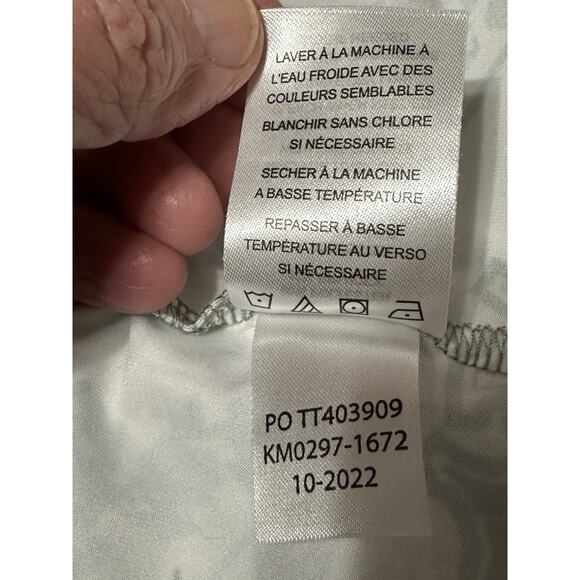 LAVER À LA MACHINE À
L'EAU FROIDE AVEC DES
COULEURS SEMBLABLES
BLANCHIR SANS CHLORE
SI NÉCESSAIRE
SECHER À LA MACHINE
A BASSE TEMPÉRATURE
REPASSER À BASSE
TEMPÉRATURE AU VERSO
SI NÉCESSAIRE
PO TT403909
KM0297-1672
10-2022